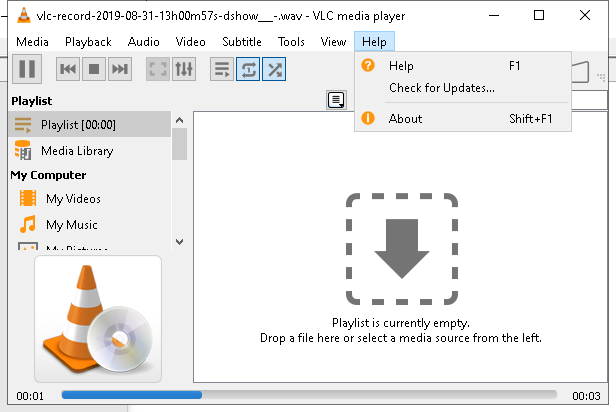 vlc-record-2019-08-31-13h00m57s-dshow___-.wav - VLC media player
Media Playback Audio Video Subtitle Tools View Help
Help F1
Check for Updates...
About Shift+F1
Playlist
Playlist [00:00]
Media Library
My Computer
My Videos
My Music
My Pictures
Playlist is currently empty.
Drop a file here or select a media source from the left.
00:01 00:03